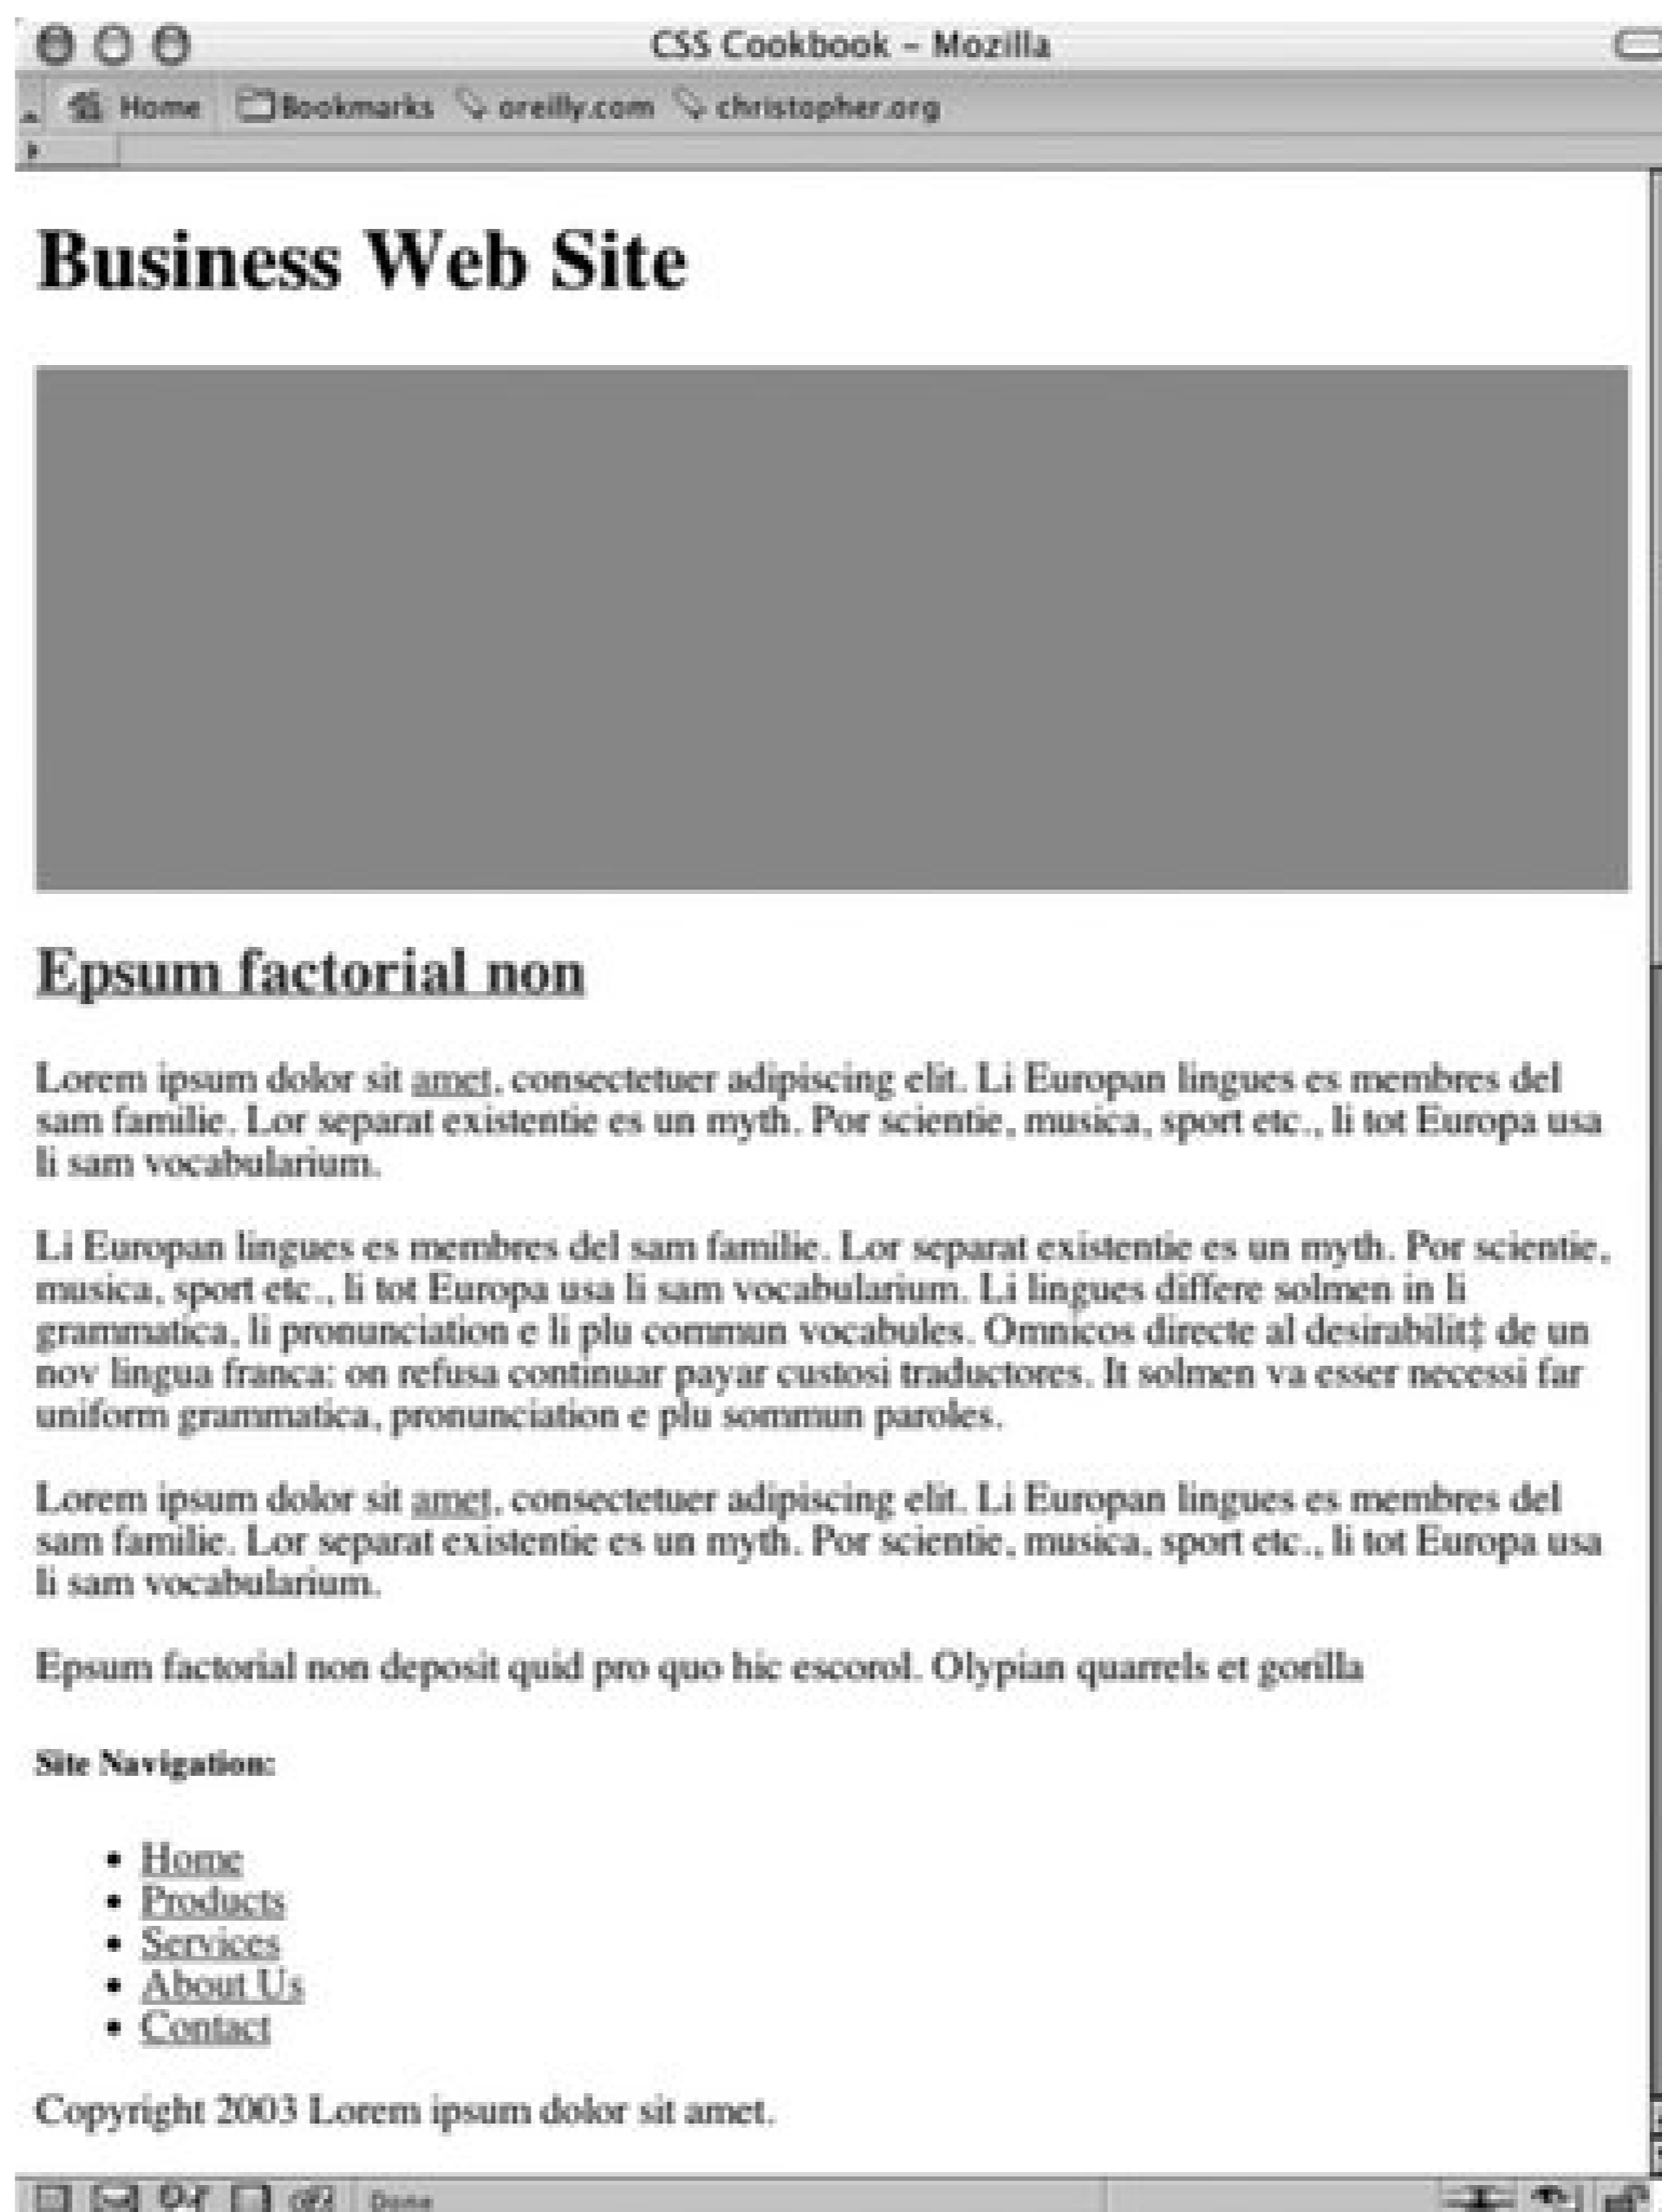 CSS Cookbook – Mozilla
Home Bookmarks oreilly.com christopher.org
Business Web Site
Epsum factorial non
Lorem ipsum dolor sit amet, consectetuer adipiscing elit. Li Europan lingues es membres del
sam familie. Lor separat existentie es un myth. Por scientie, musica, sport etc., li tot Europa usa
li sam vocabularium.
Li Europan lingues es membres del sam familie. Lor separat existentie es un myth. Por scientie,
musica, sport etc., li tot Europa usa li sam vocabularium. Li lingues differe solmen in li
grammatica, li pronunciation e li plu commun vocabules. Omnicos directe al desirabilit‡ de un
nov lingua franca: on refusa continuar payar custosi traductores. It solmen va esser necessi far
uniform grammatica, pronunciation e plu sommun paroles.
Lorem ipsum dolor sit amet, consectetuer adipiscing elit. Li Europan lingues es membres del
sam familie. Lor separat existentie es un myth. Por scientie, musica, sport etc., li tot Europa usa
li sam vocabularium.
Epsum factorial non deposit quid pro quo hic escorol. Olypian quarrels et gorilla
Site Navigation:
• Home
• Products
• Services
• About Us
• Contact
Copyright 2003 Lorem ipsum dolor sit amet.
Done